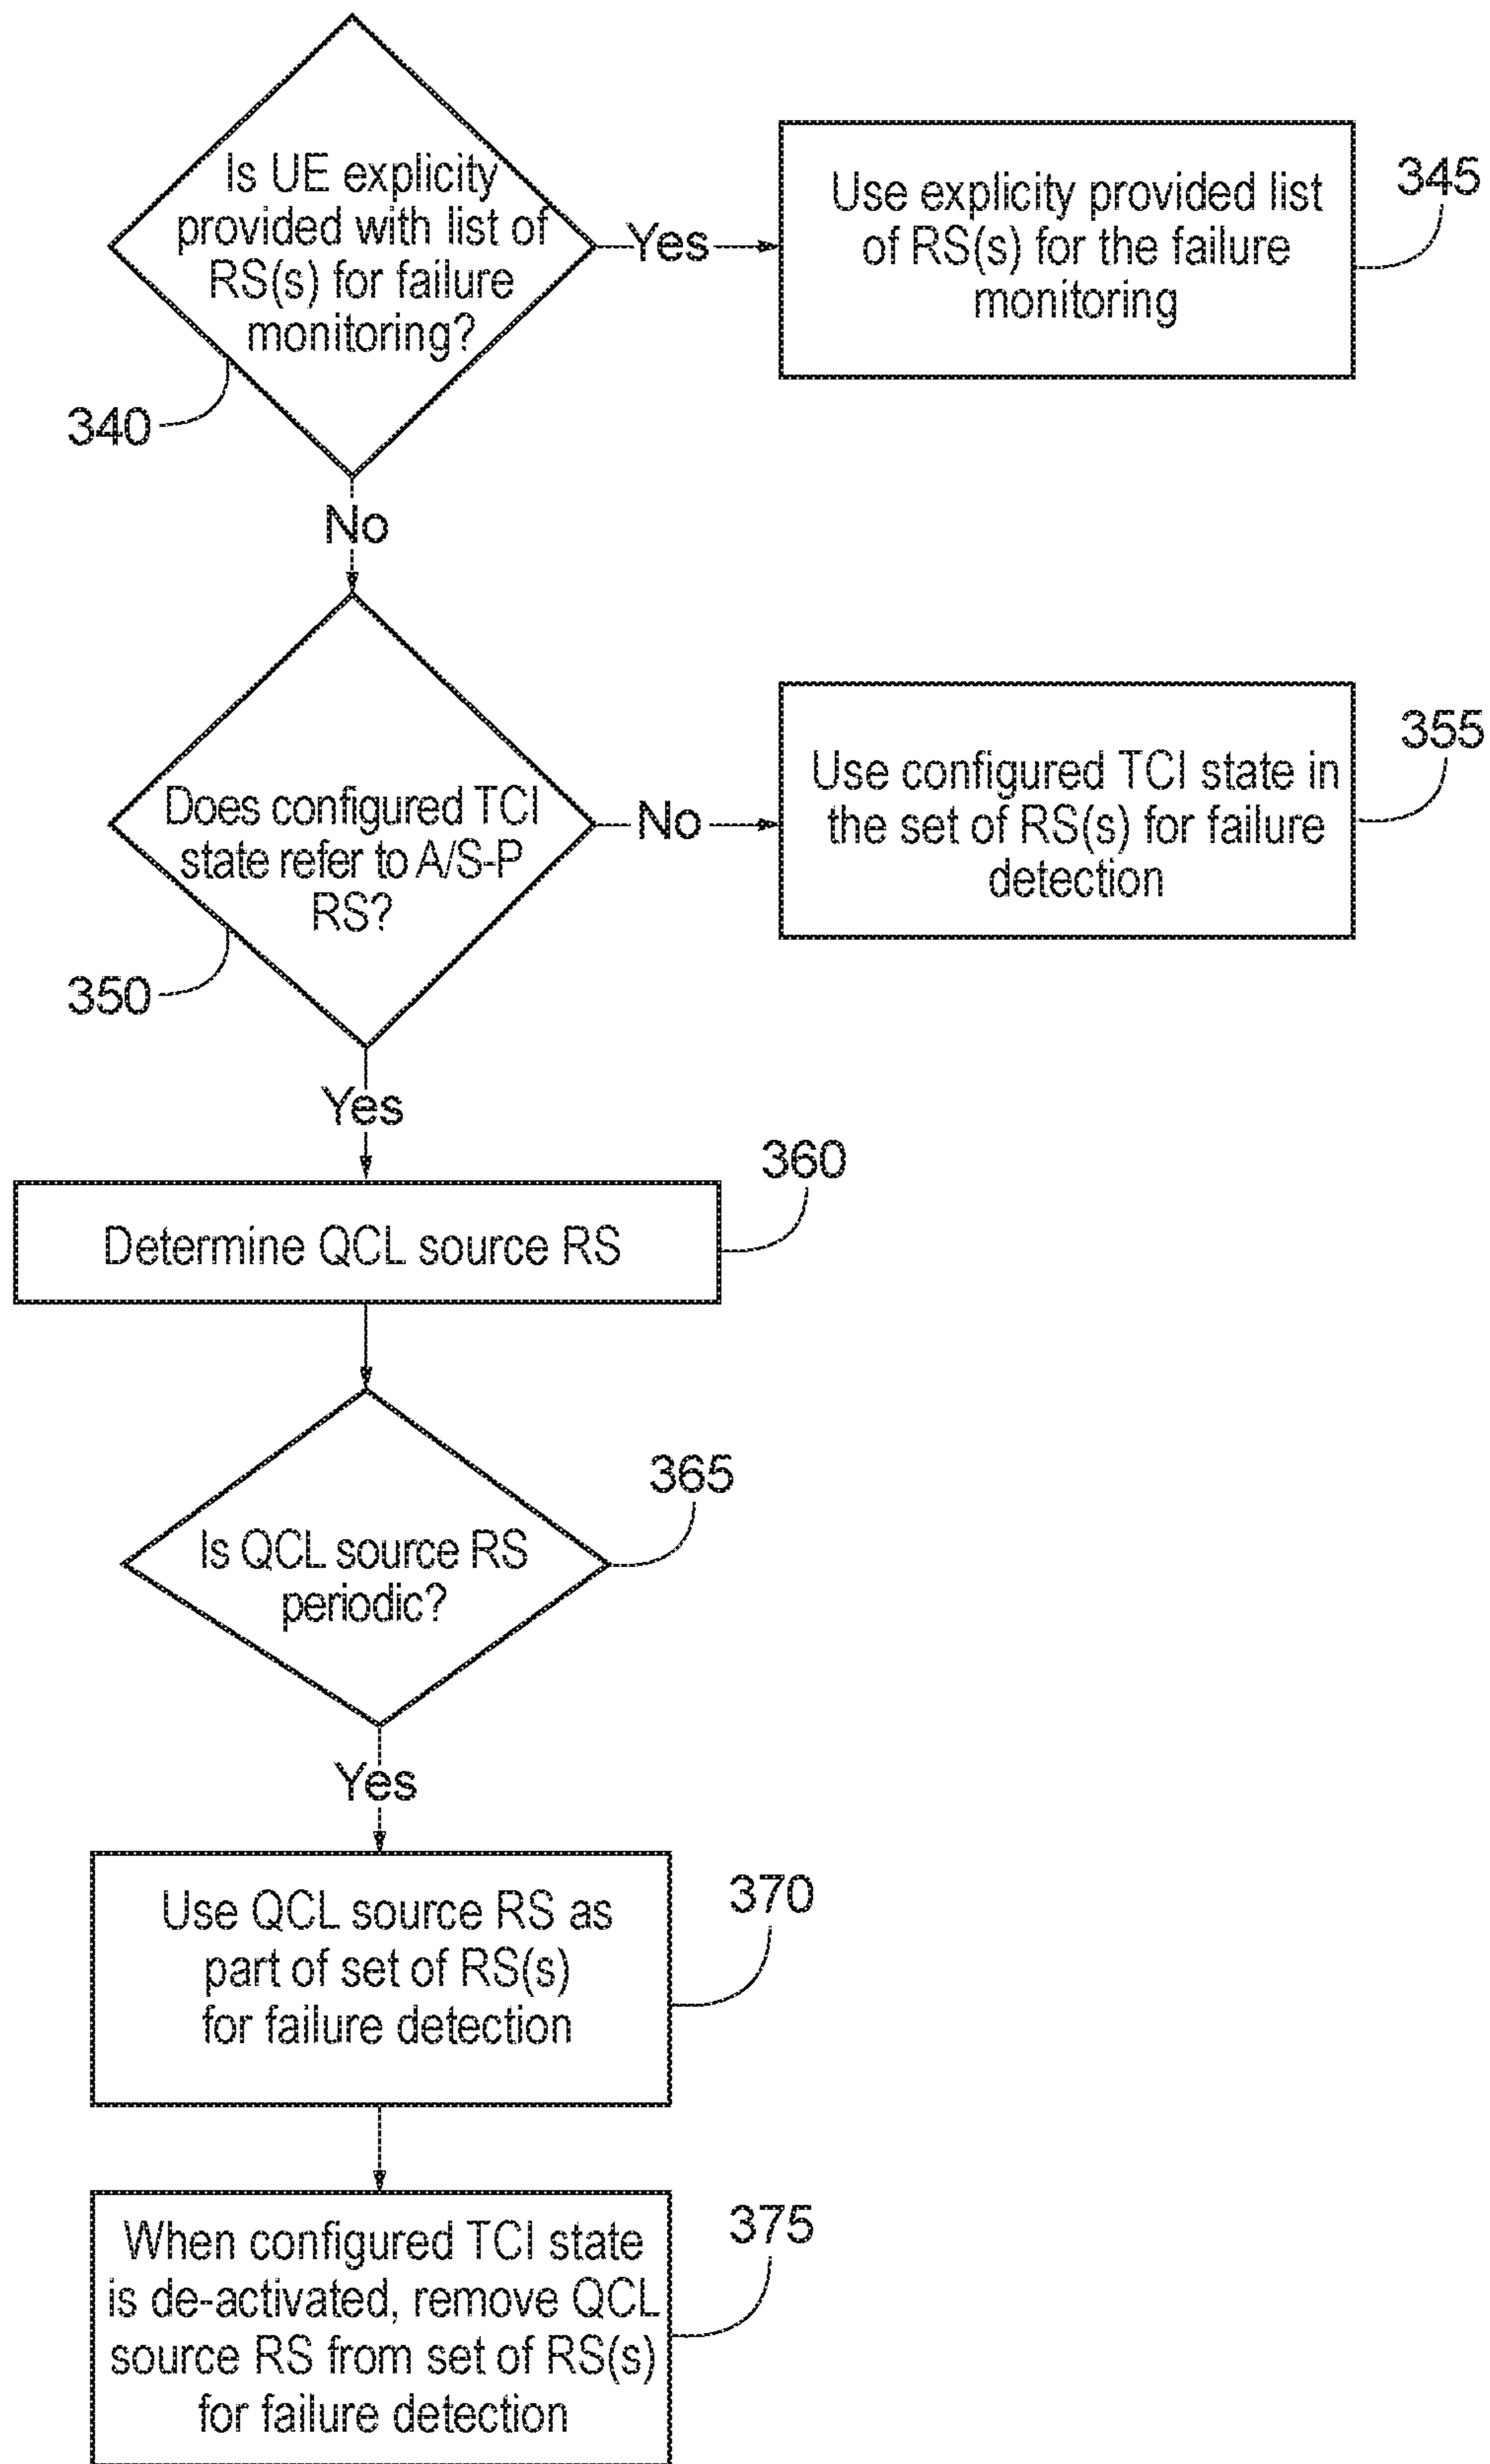 Is UE explicity
provided with list of
RS(s) for failure
monitoring?
Yes
Use explicity provided list
of RS(s) for the failure
monitoring
345
340
No
Does configured TCI
state refer to A/S-P
RS?
No
Use configured TCI state in
the set of RS(s) for failure
detection
355
350
Yes
360
Determine QCL source RS
365
Is QCL source RS
periodic?
Yes
Use QCL source RS as
part of set of RS(s)
for failure detection
370
When configured TCI state
is de-activated, remove QCL
source RS from set of RS(s)
for failure detection
375